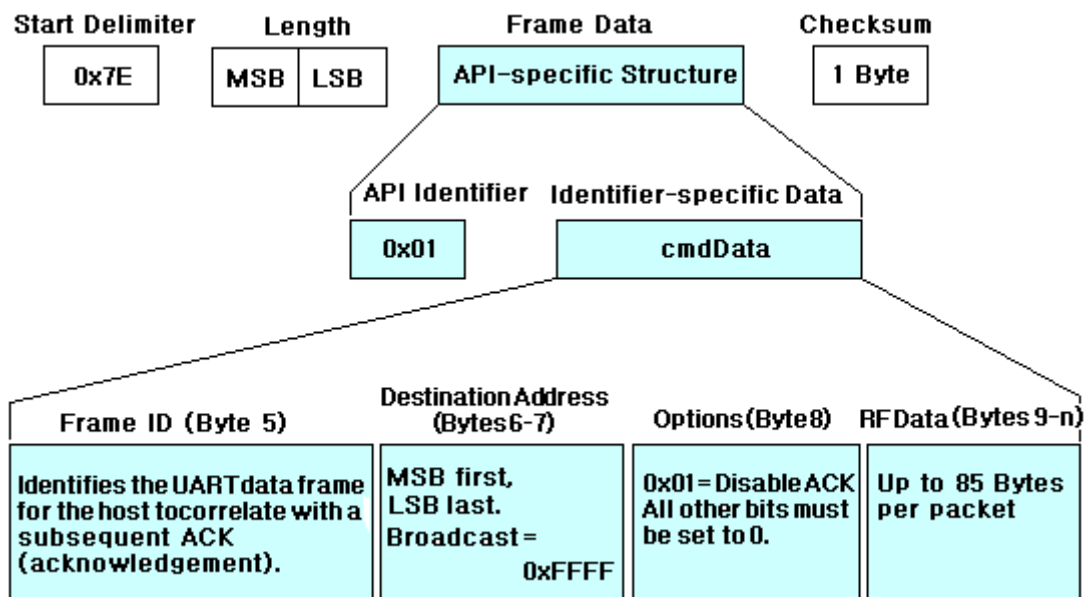 Start Delimiter
Length
Frame Data
Checksum
0x7E
MSB
LSB
API-specific Structure
1 Byte
API Identifier
Identifier-specific Data
0x01
cmdData
Frame ID (Byte 5)
Destination Address
(Bytes 6-7)
Options (Byte 8)
RF Data (Bytes 9-n)
Identifies the UART data frame
for the host tocorrelate with a
subsequent ACK
(acknowledgement).
MSB first,
LSB last.
Broadcast =
0xFFFF
0x01 = Disable ACK
All other bits must
be set to 0.
Up to 85 Bytes
per packet